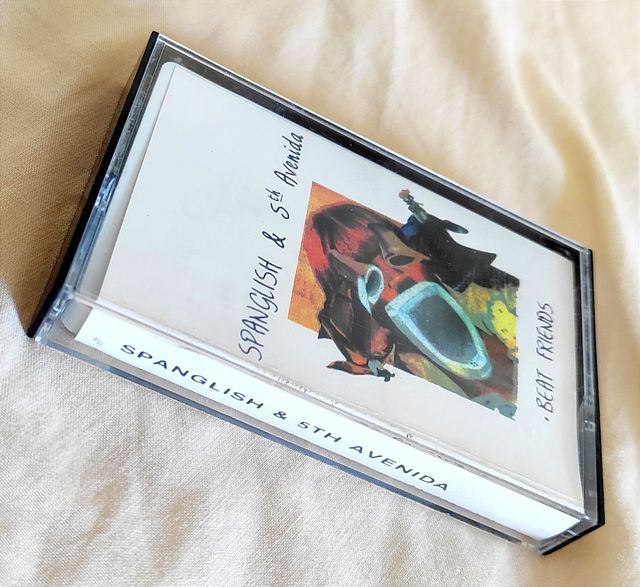 SPANGLISH & 5th Avenida
• BEAT FRIENDS
SPANGLISH & 5TH AVENIDA